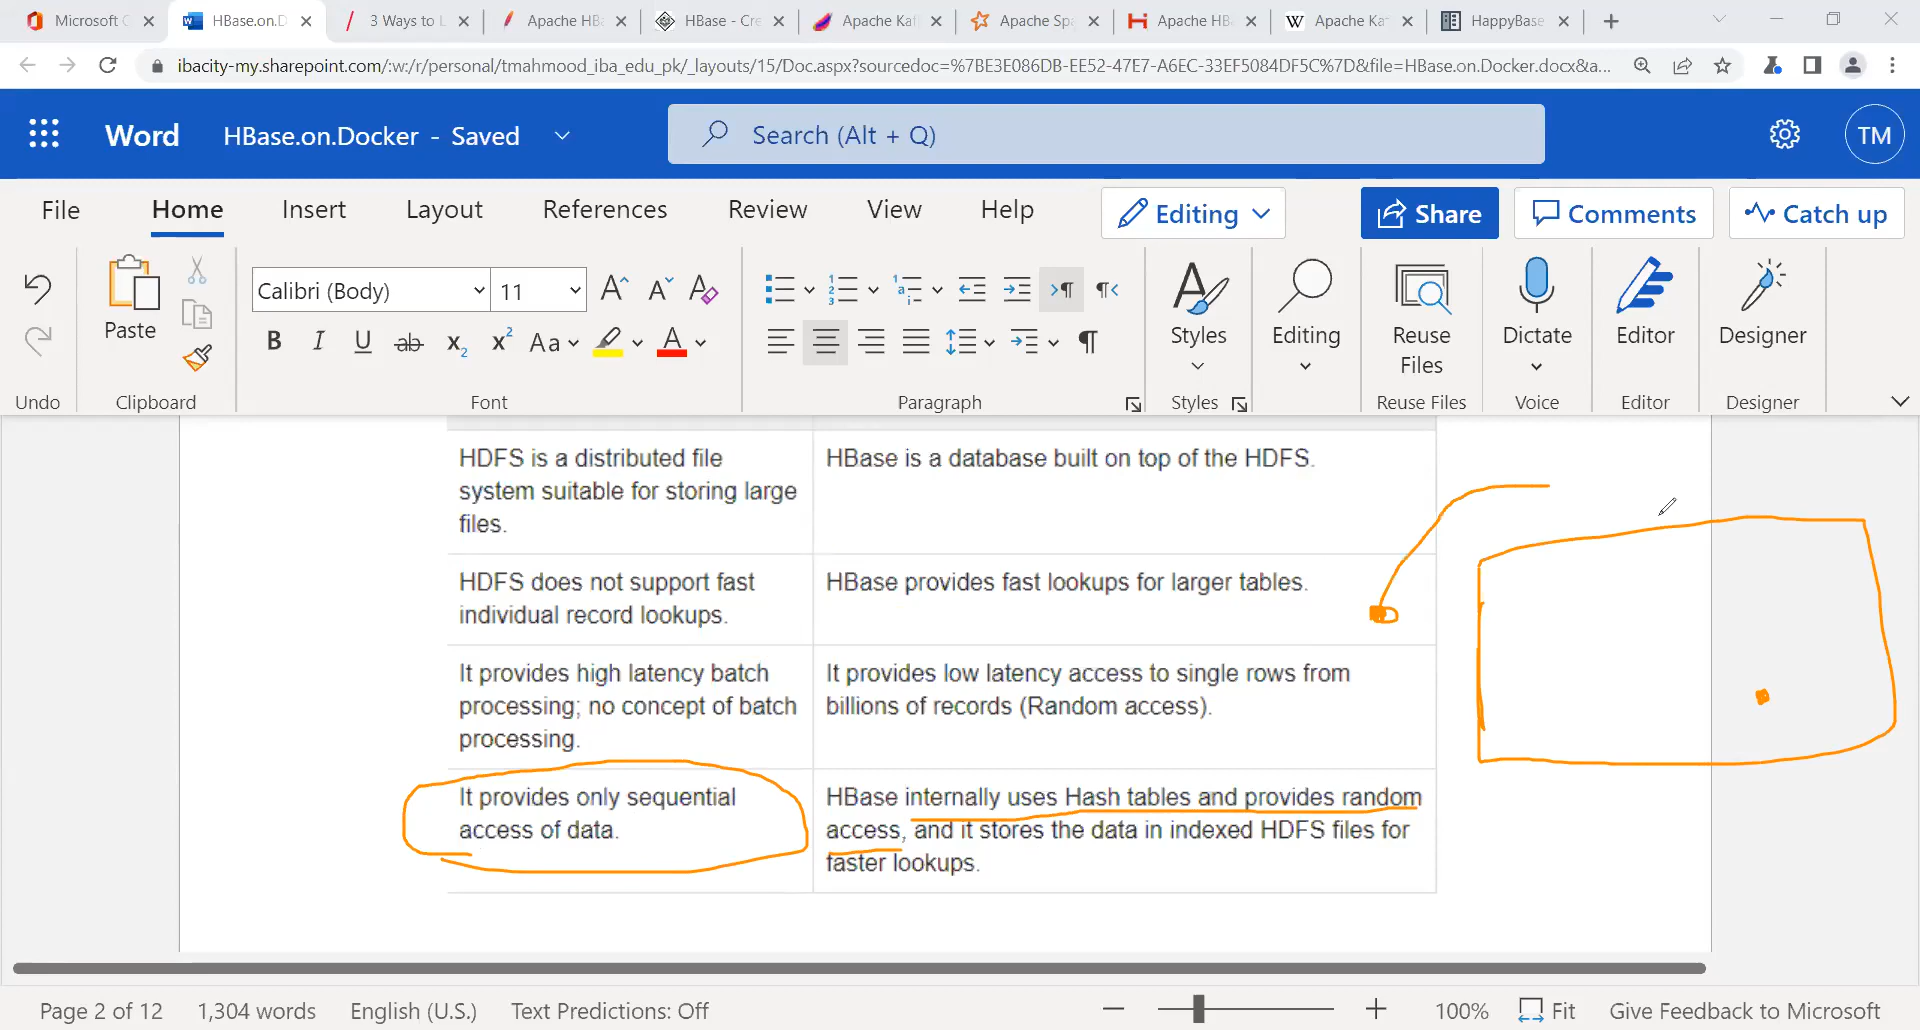 Microsoft O
HBase.on.D
3 Ways to L
Apache HBa
HBase - Cre
Apache Kaf
Apache Spa
Apache HBa
Apache Kaf
HappyBase
ibacity-my.sharepoint.com/:w:/r/personal/tmahmood_iba_edu_pk/_layouts/15/Doc.aspx?sourcedoc=%7BE3E086DB-EE52-47E7-A6EC-33EF5084DF5C%7D&file=HBase.on.Docker.docx&a...
Word HBase.on.Docker - Saved Search (Alt + Q) TM
File Home Insert Layout References Review View Help Editing Share Comments Catch up
Paste
Calibri (Body) 11
Styles Editing Reuse Files Dictate Editor Designer
Undo Clipboard Font Paragraph Styles Reuse Files Voice Editor Designer
HDFS is a distributed file
system suitable for storing large
files.
HBase is a database built on top of the HDFS.
HDFS does not support fast
individual record lookups.
HBase provides fast lookups for larger tables.
It provides high latency batch
processing; no concept of batch
processing.
It provides low latency access to single rows from
billions of records (Random access).
It provides only sequential
access of data.
HBase internally uses Hash tables and provides random
access, and it stores the data in indexed HDFS files for
faster lookups.
Page 2 of 12 1,304 words English (U.S.) Text Predictions: Off 100% Fit Give Feedback to Microsoft